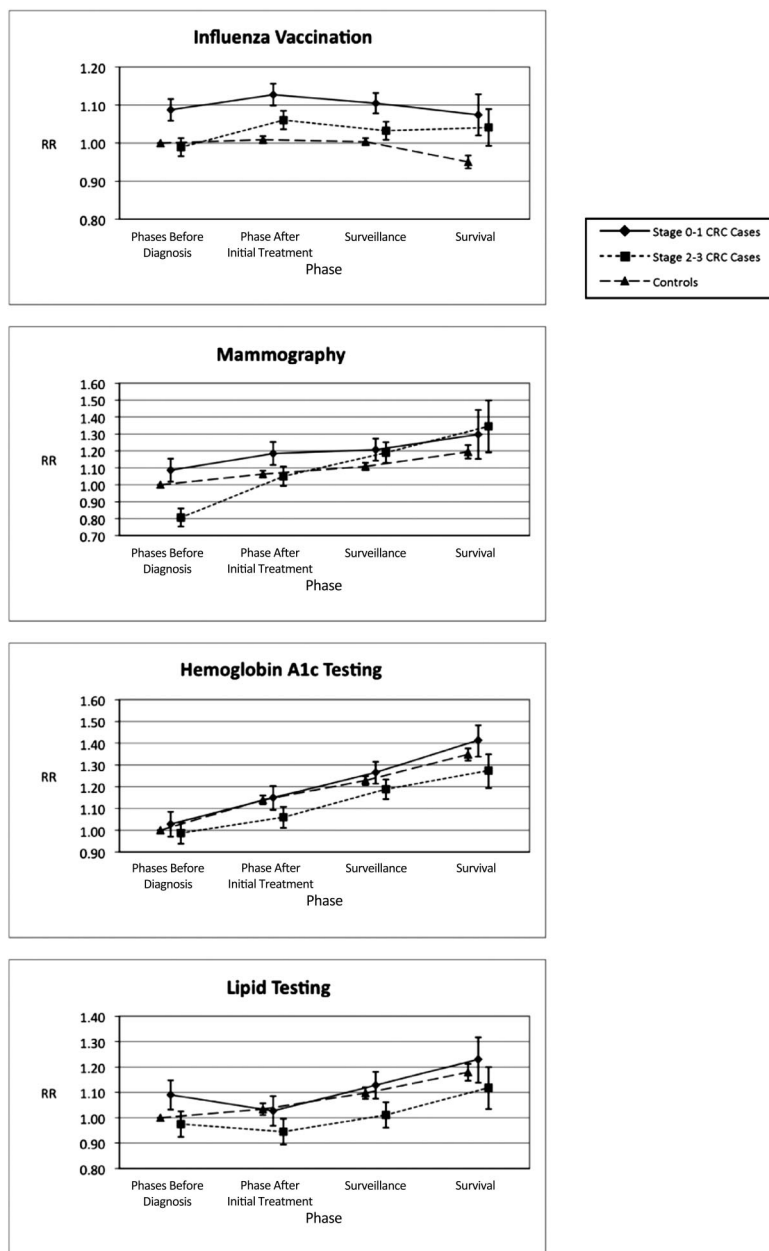 Influenza Vaccination
1.20
1.10
1.00
0.90
0.80
RR
Phases Before
Diagnosis
Phase After
Initial Treatment
Surveillance
Survival
Phase
Stage 0-1 CRC Cases
Stage 2-3 CRC Cases
Controls
Mammography
1.60
1.50
1.40
1.30
1.20
1.10
1.00
0.90
0.80
0.70
RR
Phases Before
Diagnosis
Phase After
Initial Treatment
Surveillance
Survival
Phase
Hemoglobin A1c Testing
1.60
1.50
1.40
1.30
1.20
1.10
1.00
0.90
RR
Phases Before
Diagnosis
Phase After
Initial Treatment
Surveillance
Survival
Phase
Lipid Testing
1.40
1.30
1.20
1.10
1.00
0.90
0.80
RR
Phases Before
Diagnosis
Phase After
Initial Treatment
Surveillance
Survival
Phase